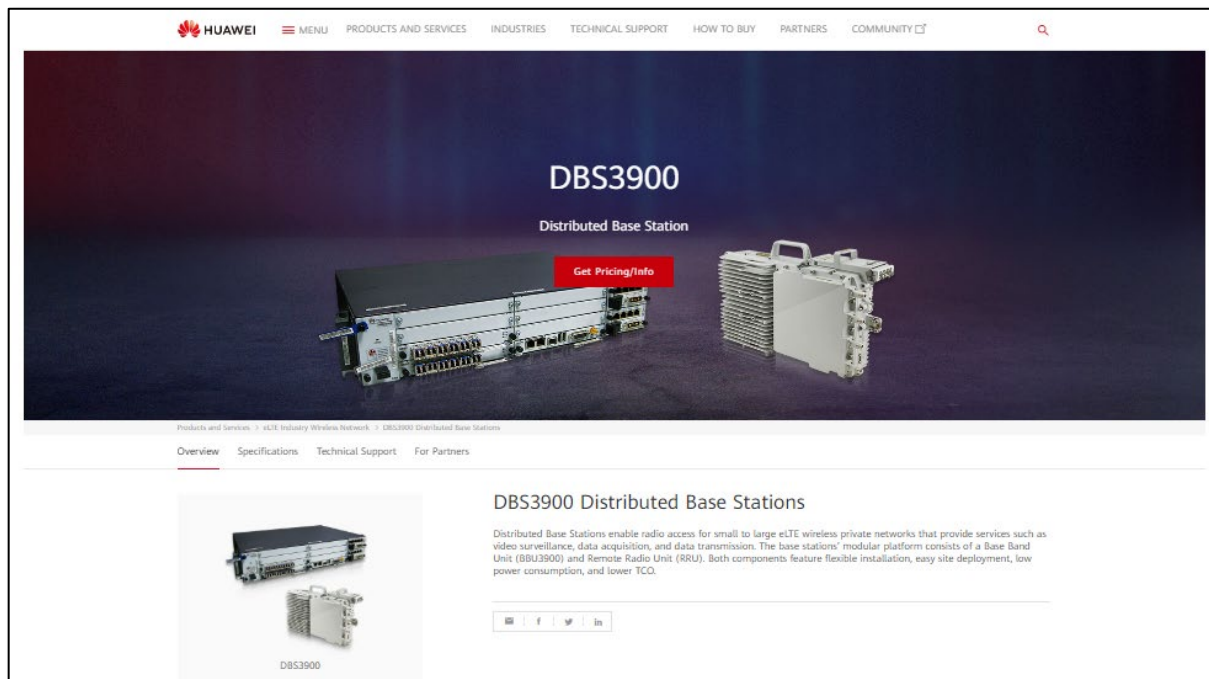 HUAWEI MENU PRODUCTS AND SERVICES INDUSTRIES TECHNICAL SUPPORT HOW TO BUY PARTNERS COMMUNITY
DBS3900
Distributed Base Station
Get Pricing/Info
Products and Services > eLTE Industry Wireless Network > DBS3900 Distributed Base Stations
Overview Specifications Technical Support For Partners
DBS3900 Distributed Base Stations
Distributed Base Stations enable radio access for small to large eLTE wireless private networks that provide services such as
video surveillance, data acquisition, and data transmission. The base stations' modular platform consists of a Base Band
Unit (BBU3900) and Remote Radio Unit (RRU). Both components feature flexible installation, easy site deployment, low
power consumption, and lower TCO.
DBS3900